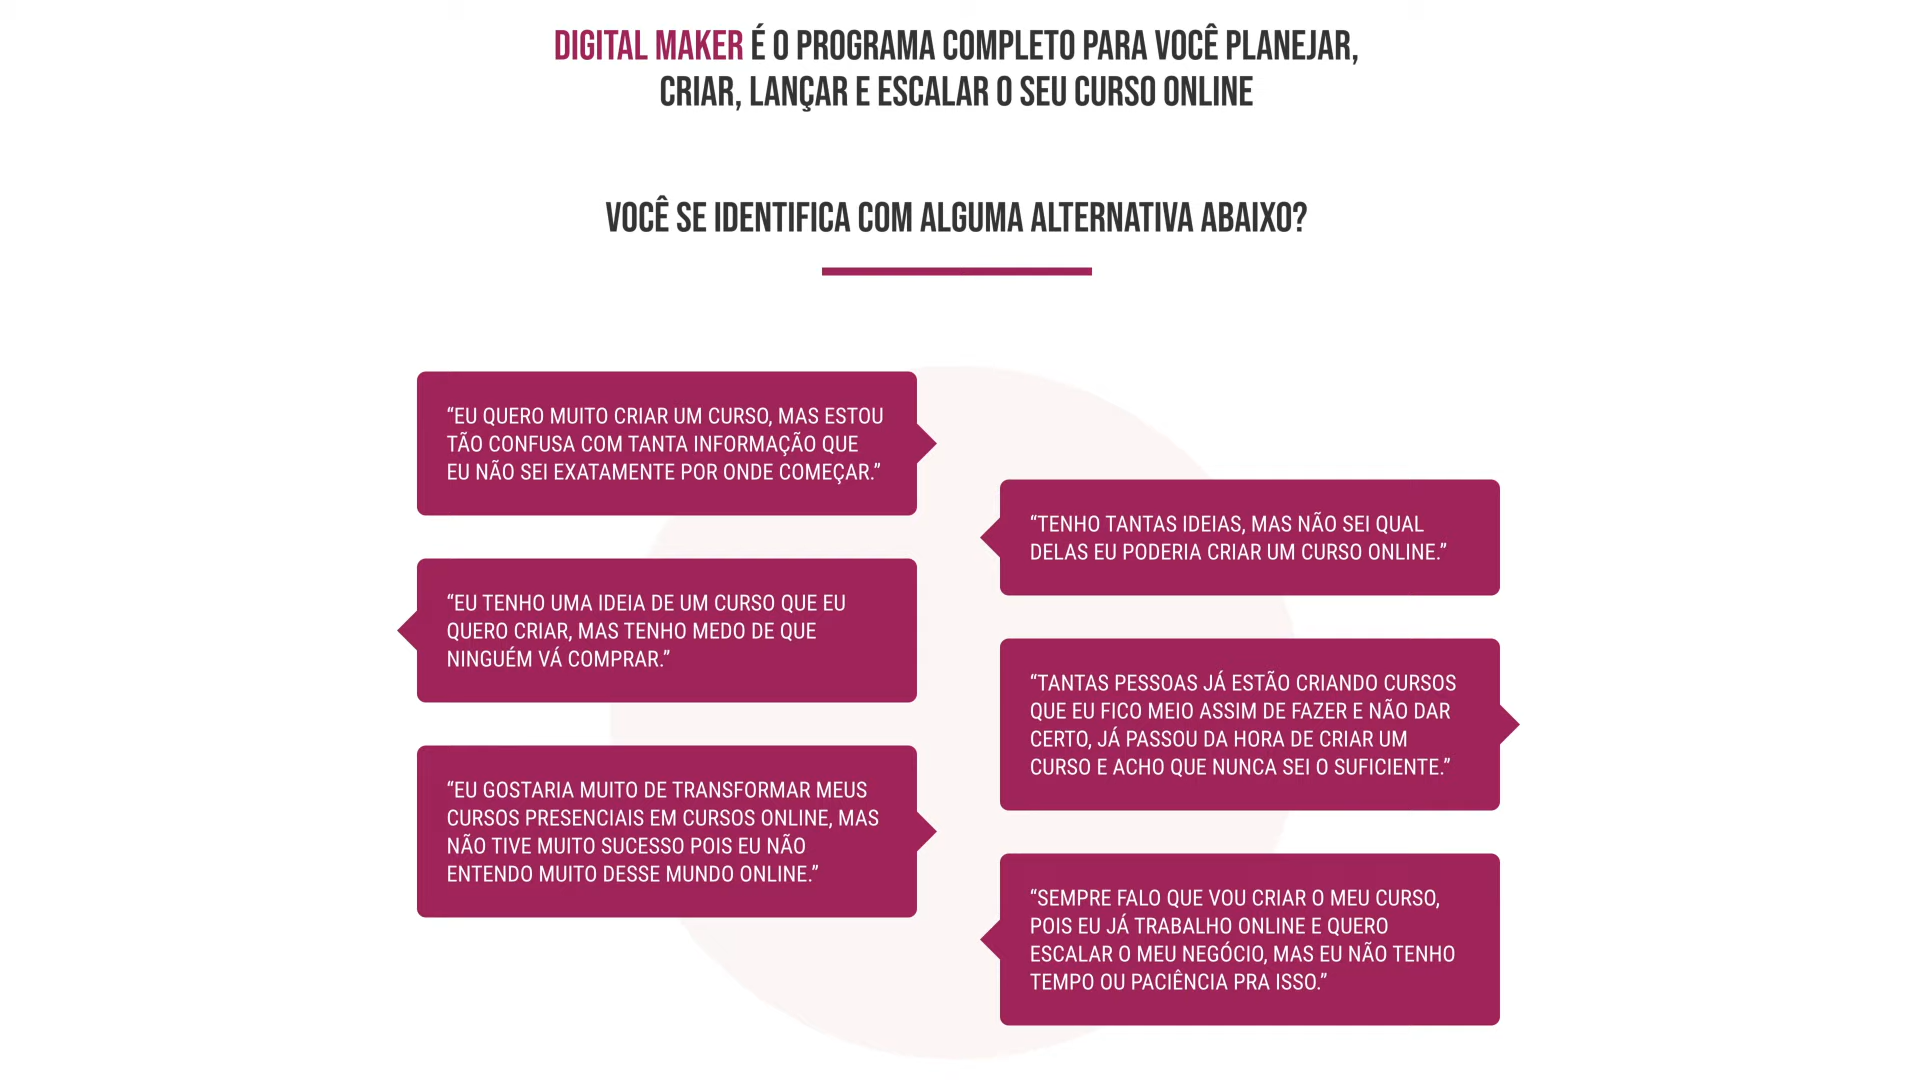 DIGITAL MAKER É O PROGRAMA COMPLETO PARA VOCÊ PLANEJAR,
CRIAR, LANÇAR E ESCALAR O SEU CURSO ONLINE
VOCÊ SE IDENTIFICA COM ALGUMA ALTERNATIVA ABAIXO?
“EU QUERO MUITO CRIAR UM CURSO, MAS ESTOU
TÃO CONFUSA COM TANTA INFORMAÇÃO QUE
EU NÃO SEI EXATAMENTE POR ONDE COMEÇAR.”
“TENHO TANTAS IDEIAS, MAS NÃO SEI QUAL
DELAS EU PODERIA CRIAR UM CURSO ONLINE.”
“EU TENHO UMA IDEIA DE UM CURSO QUE EU
QUERO CRIAR, MAS TENHO MEDO DE QUE
NINGUÉM VÁ COMPRAR.”
“TANTAS PESSOAS JÁ ESTÃO CRIANDO CURSOS
QUE EU FICO MEIO ASSIM DE FAZER E NÃO DAR
CERTO, JÁ PASSOU DA HORA DE CRIAR UM
CURSO E ACHO QUE NUNCA SEI O SUFICIENTE.”
“EU GOSTARIA MUITO DE TRANSFORMAR MEUS
CURSOS PRESENCIAIS EM CURSOS ONLINE, MAS
NÃO TIVE MUITO SUCESSO POIS EU NÃO
ENTENDO MUITO DESSE MUNDO ONLINE.”
“SEMPRE FALO QUE VOU CRIAR O MEU CURSO,
POIS EU JÁ TRABALHO ONLINE E QUERO
ESCALAR O MEU NEGÓCIO, MAS EU NÃO TENHO
TEMPO OU PACIÊNCIA PRA ISSO.”